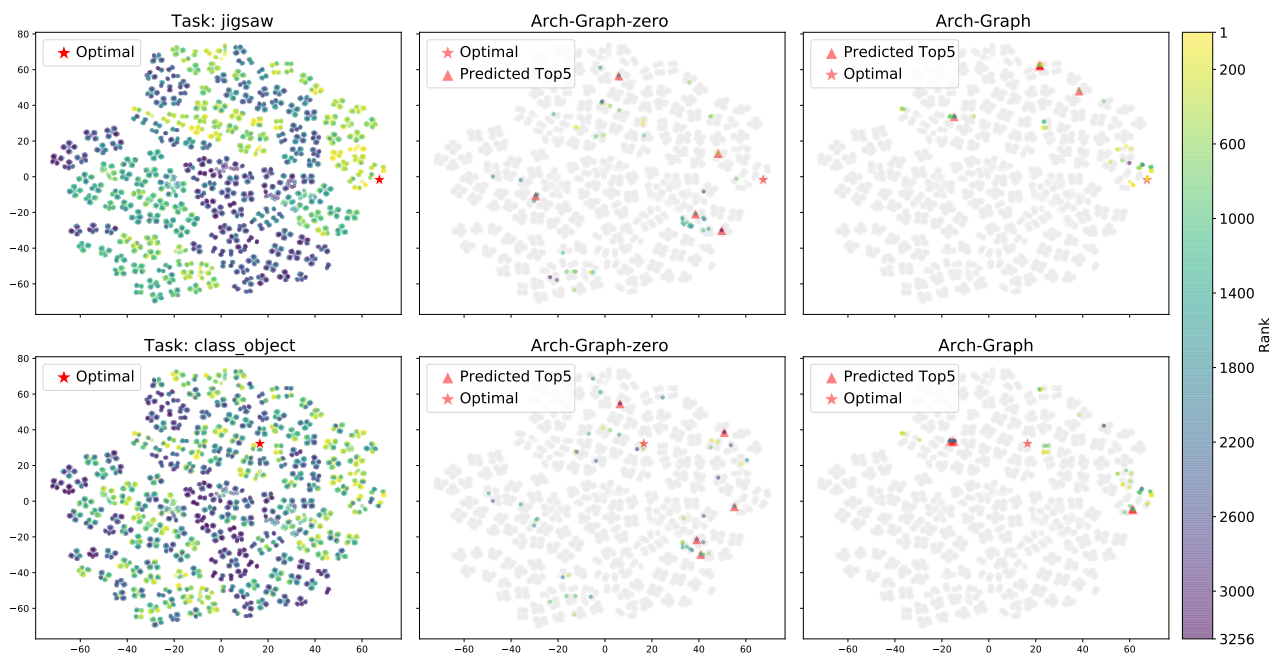 Task: jigsaw
Arch-Graph-zero
Arch-Graph
Optimal
Optimal
Predicted Top5
Predicted Top5
Optimal
80
60
40
20
0
−20
−40
−60
1
200
600
1000
1400
1800
2200
2600
3000
3256
Rank
Task: class_object
Arch-Graph-zero
Arch-Graph
Optimal
Predicted Top5
Optimal
Predicted Top5
Optimal
80
60
40
20
0
−20
−40
−60
−60 −40 −20 0 20 40 60
−60 −40 −20 0 20 40 60
−60 −40 −20 0 20 40 60